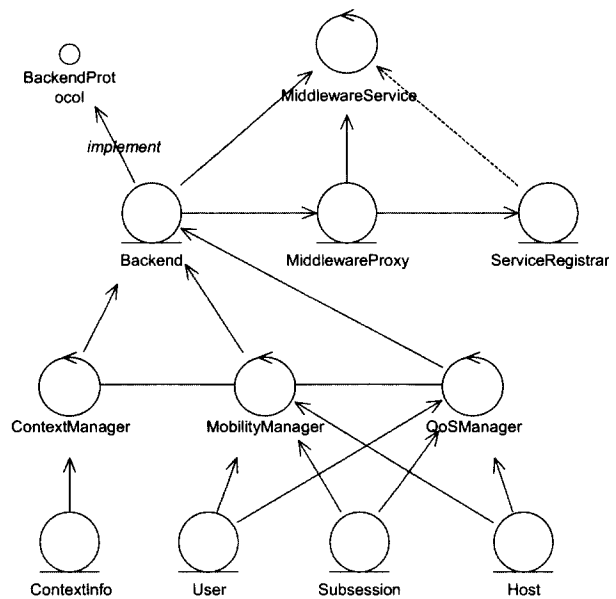 BackendProt
ocol
MiddlewareService
implement
Backend
MiddlewareProxy
ServiceRegistrar
ContextManager
MobilityManager
QoSManager
ContextInfo
User
Subsession
Host